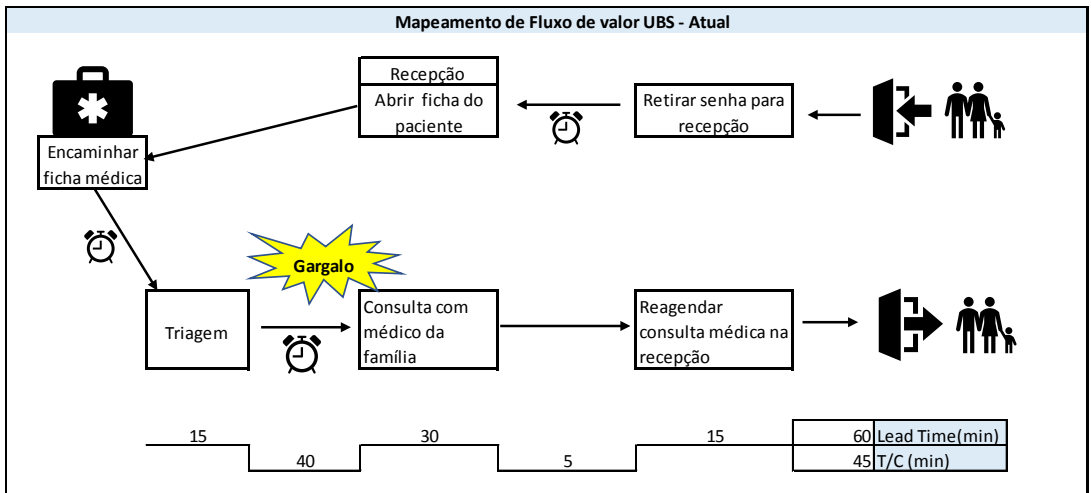 Mapeamento de Fluxo de valor UBS - Atual
Recepção
Abrir ficha do
paciente
Retirar senha para
recepção
Encaminhar
ficha médica
Gargalo
Triagem
Consulta com
médico da
família
Reagendar
consulta médica na
recepção
15
30
15
60 Lead Time(min)
40
5
45 T/C (min)